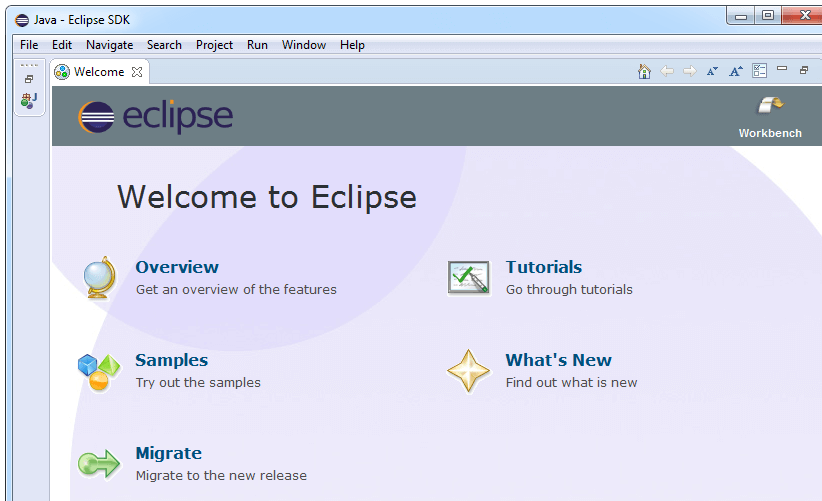 Java - Eclipse SDK
File Edit Navigate Search Project Run Window Help
Welcome
J
A A
eclipse
Workbench
Welcome to Eclipse
Overview
Get an overview of the features
Tutorials
Go through tutorials
Samples
Try out the samples
What's New
Find out what is new
Migrate
Migrate to the new release